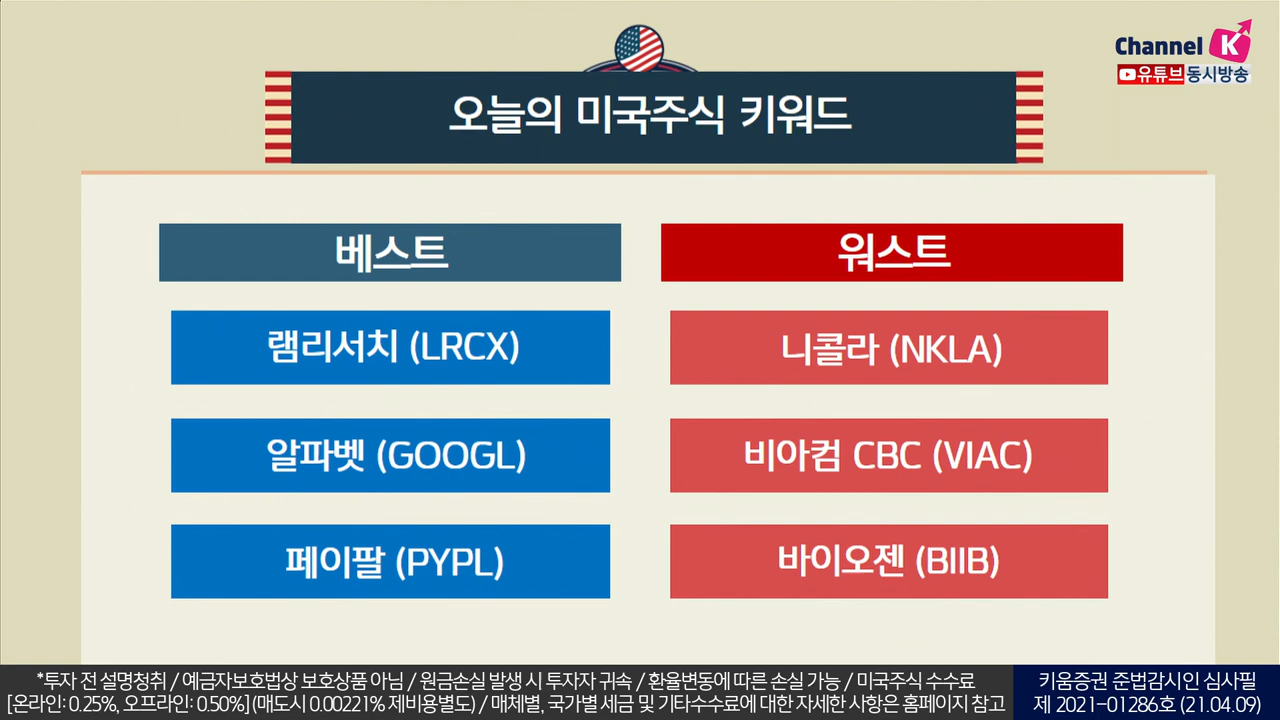 Channel K
유튜브 동시방송
오늘의 미국주식 키워드
베스트
워스트
램리서치 (LRCX)
니콜라 (NKLA)
알파벳 (GOOGL)
비아컴 CBC (VIAC)
페이팔 (PYPL)
바이오젠 (BIIB)
*투자 전 설명청취 / 예금자보호법상 보호상품 아님 / 원금손실 발생 시 투자자 귀속 / 환율변동에 따른 손실 가능 / 미국주식 수수료
[온라인: 0.25%, 오프라인: 0.50%] (매도시 0.00221% 제비용별도) / 매체별, 국가별 세금 및 기타수수료에 대한 자세한 사항은 홈페이지 참고
키움증권 준법감시인 심사필
제 2021-01286호 (21.04.09)